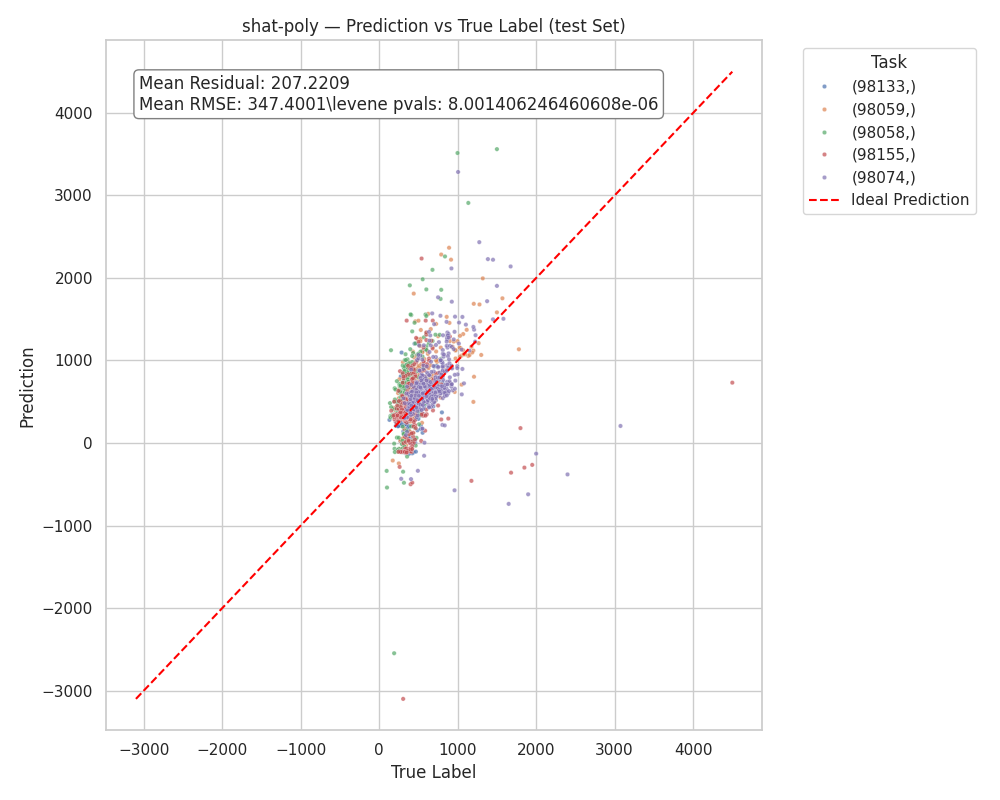 shat-poly — Prediction vs True Label (test Set)
Mean Residual: 207.2209
Mean RMSE: 347.4001\levene pvals: 8.001406246460608e-06
Task
(98133,)
(98059,)
(98058,)
(98155,)
(98074,)
Ideal Prediction
Prediction
4000
3000
2000
1000
0
−1000
−2000
−3000
−3000 −2000 −1000 0 1000 2000 3000 4000
True Label